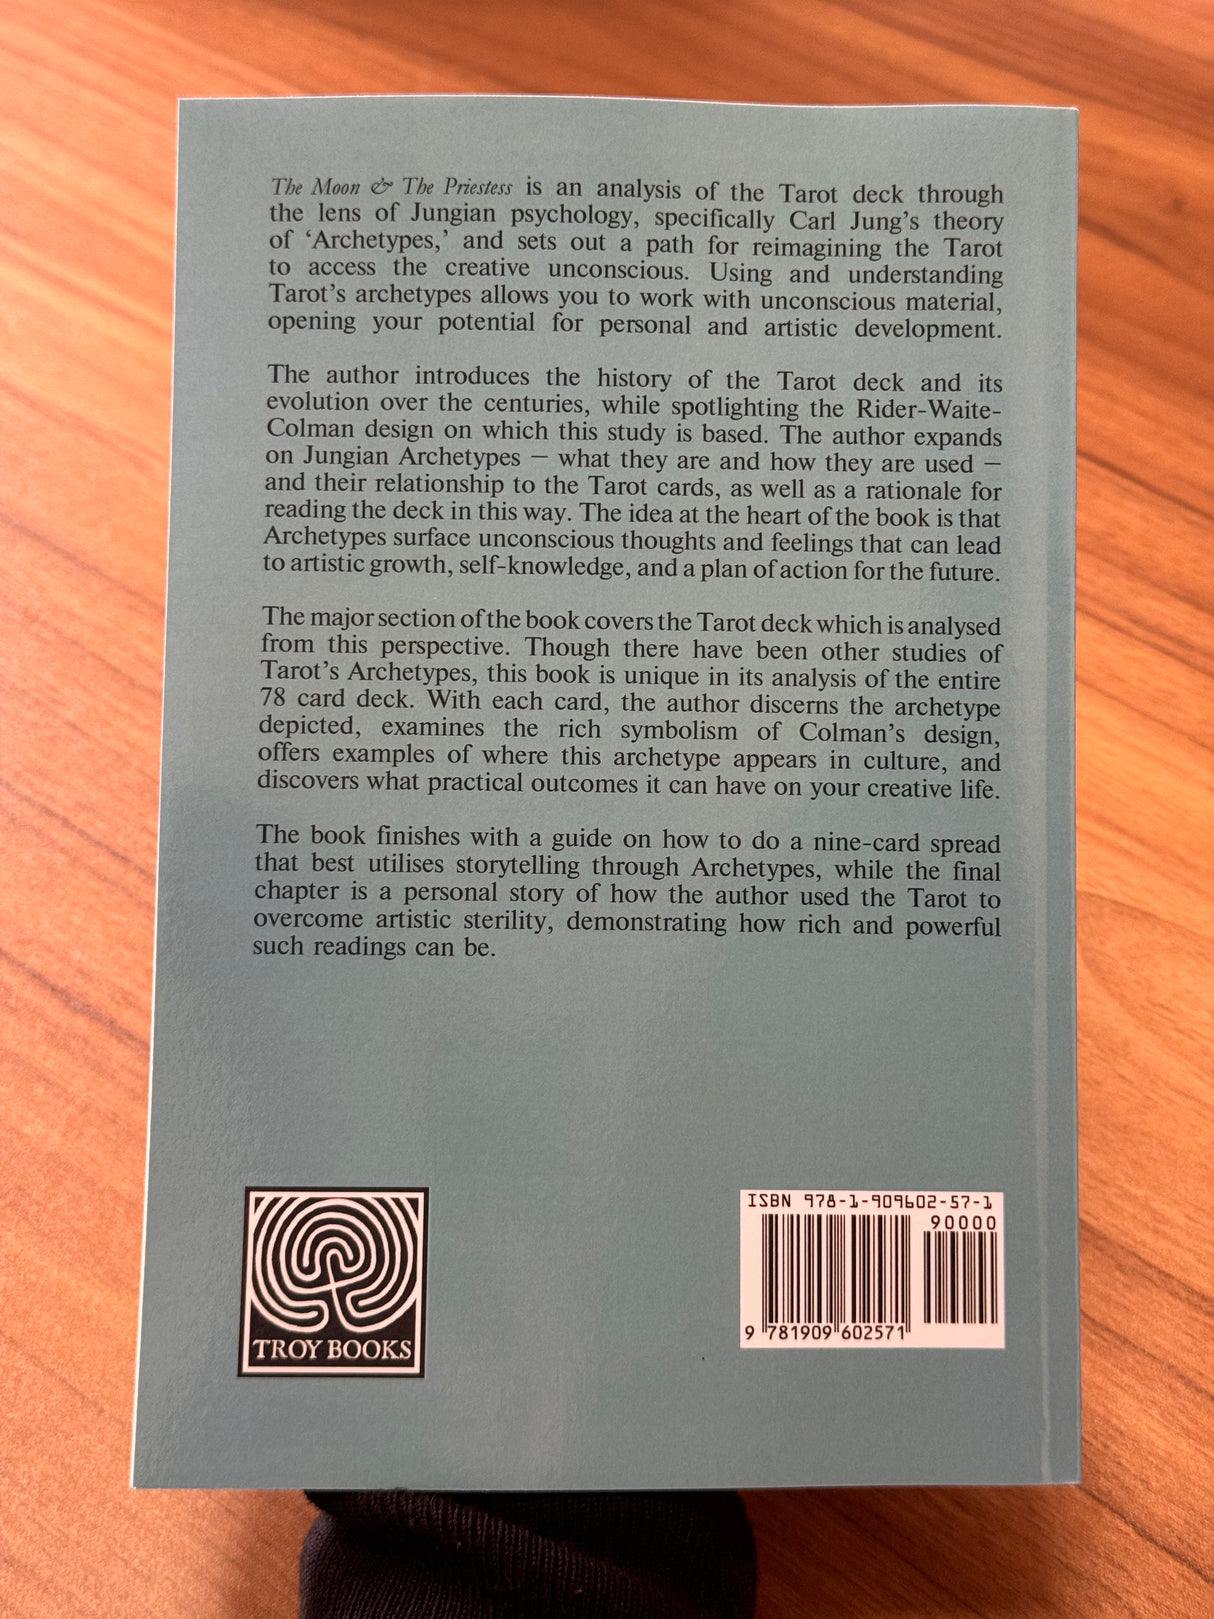 The Moon & The Priestess is an analysis of the Tarot deck through
the lens of Jungian psychology, specifically Carl Jung's theory
of ‘Archetypes,’ and sets out a path for reimagining the Tarot
to access the creative unconscious. Using and understanding
Tarot's archetypes allows you to work with unconscious material,
opening your potential for personal and artistic development.
The author introduces the history of the Tarot deck and its
evolution over the centuries, while spotlighting the Rider-Waite-
Colman design on which this study is based. The author expands
on Jungian Archetypes — what they are and how they are used —
and their relationship to the Tarot cards, as well as a rationale for
reading the deck in this way. The idea at the heart of the book is that
Archetypes surface unconscious thoughts and feelings that can lead
to artistic growth, self-knowledge, and a plan of action for the future.
The major section of the book covers the Tarot deck which is analysed
from this perspective. Though there have been other studies of
Tarot's Archetypes, this book is unique in its analysis of the entire
78 card deck. With each card, the author discerns the archetype
depicted, examines the rich symbolism of Colman's design,
offers examples of where this archetype appears in culture, and
discovers what practical outcomes it can have on your creative life.
The book finishes with a guide on how to do a nine-card spread
that best utilises storytelling through Archetypes, while the final
chapter is a personal story of how the author used the Tarot to
overcome artistic sterility, demonstrating how rich and powerful
such readings can be.
TROY BOOKS
ISBN 978-1-909602-57-1
90000
9 781909 602571